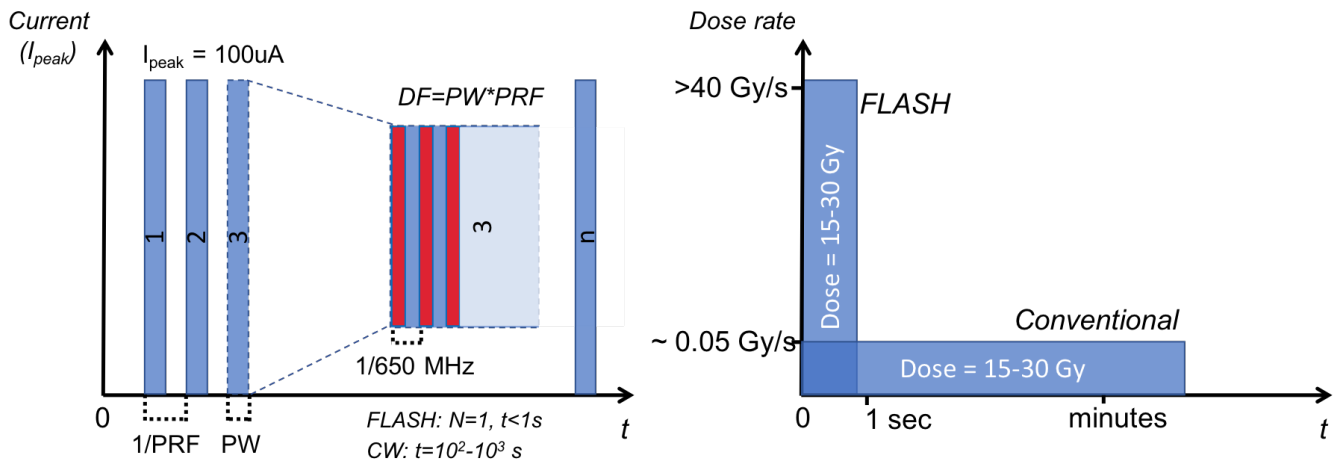 Current
(Ipeak)
Ipeak = 100uA
DF=PW*PRF
1
2
3
3
n
1/650 MHz
0
t
1/PRF
PW
FLASH: N=1, t<1s
CW: t=10²-10³ s
Dose rate
>40 Gy/s
FLASH
Dose = 15-30 Gy
Conventional
~ 0.05 Gy/s
Dose = 15-30 Gy
0
1 sec
minutes
t